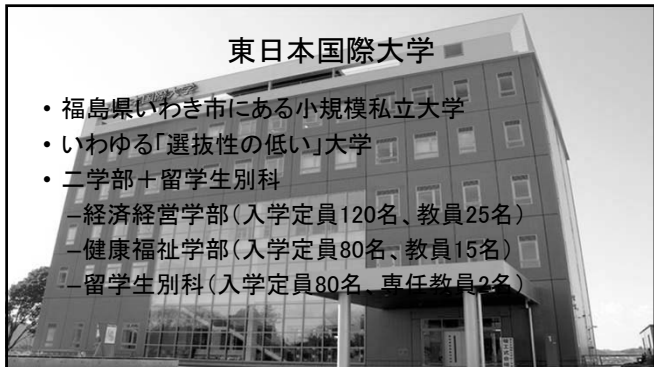 東日本国際大学
• 福島県いわき市にある小規模私立大学
• いわゆる「選抜性の低い」大学
• 二学部＋留学生別科
–経済経営学部（入学定員120名、教員25名）
–健康福祉学部（入学定員80名、教員15名）
–留学生別科（入学定員80名、専任教員2名）